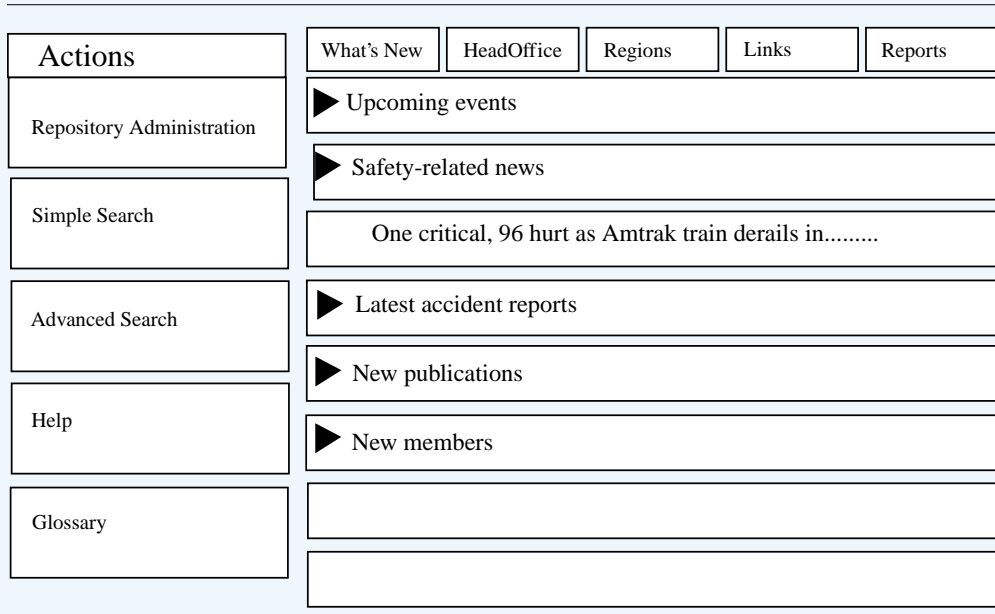 Actions
Repository Administration
Simple Search
Advanced Search
Help
Glossary
What's New HeadOffice Regions Links Reports
Upcoming events
Safety-related news
One critical, 96 hurt as Amtrak train derails in.........
Latest accident reports
New publications
New members